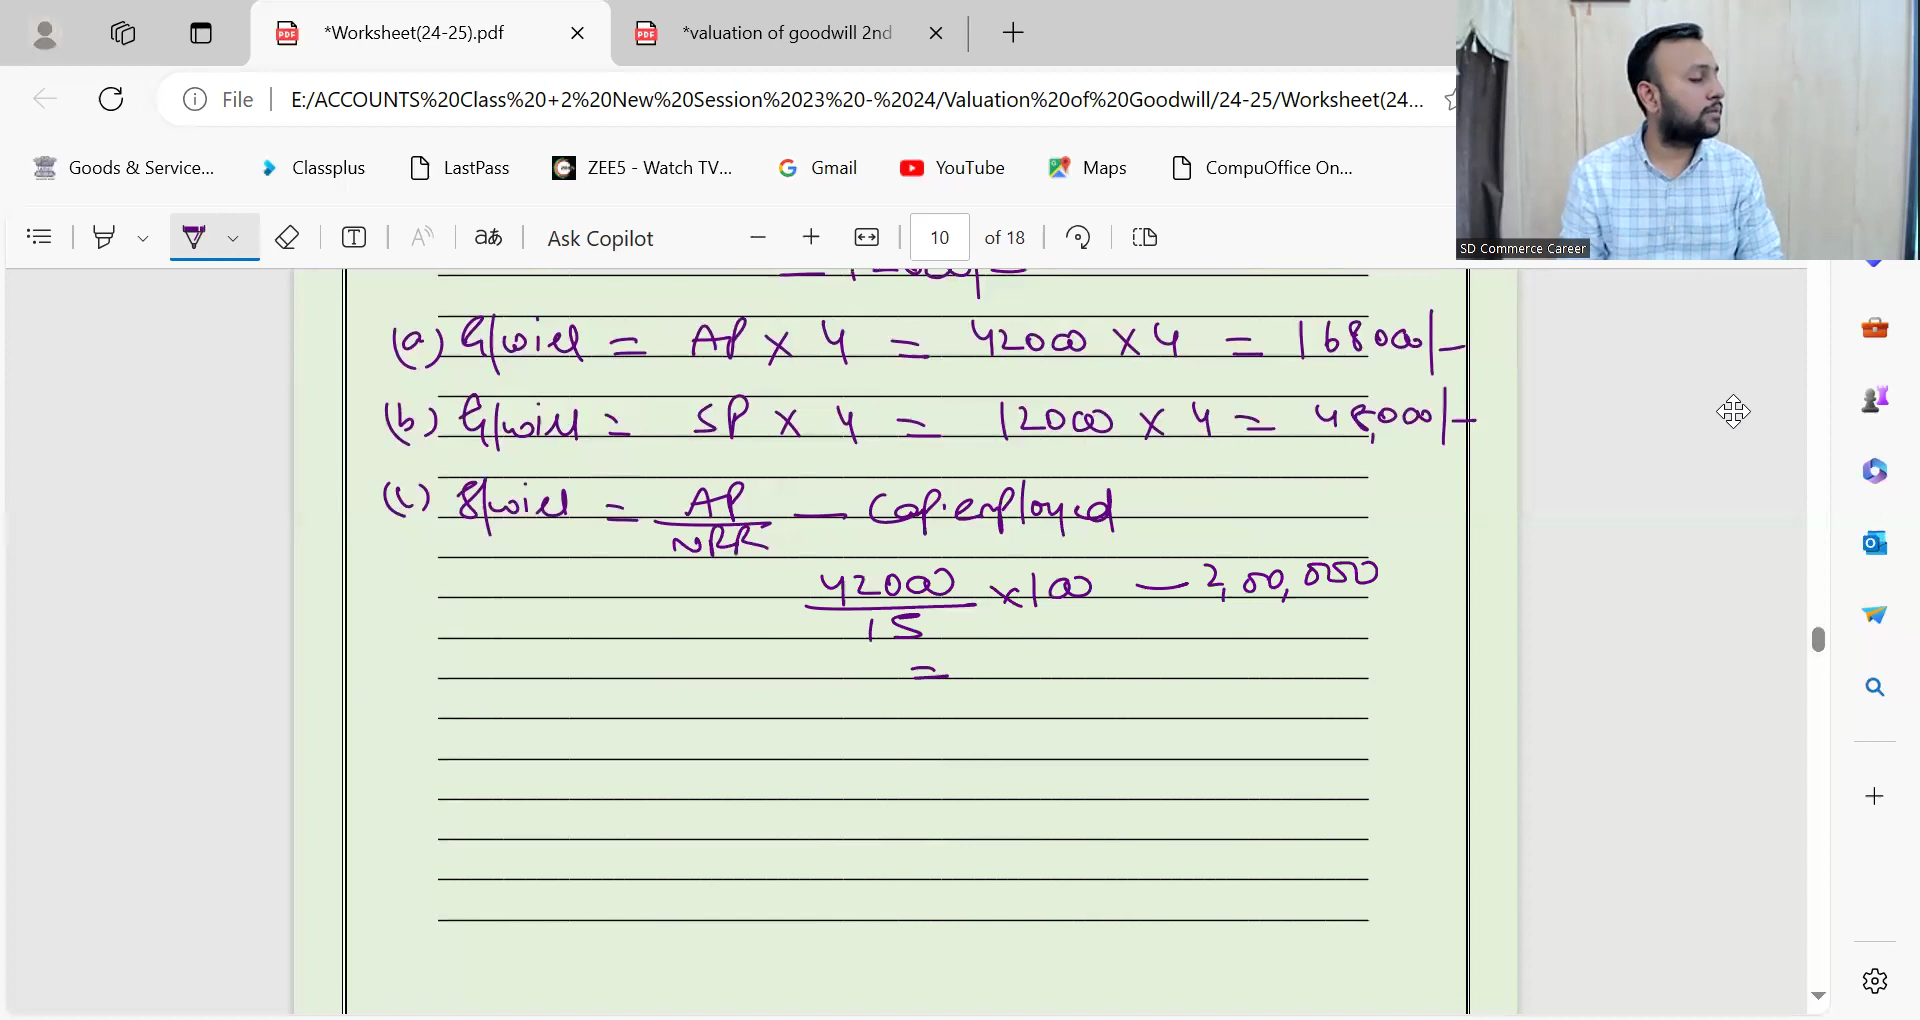 *Worksheet(24-25).pdf
*valuation of goodwill 2nd
File
E:/ACCOUNTS%20Class%20+2%20New%20Session%202023%20-%2024/Valuation%20of%20Goodwill/24-25/Worksheet(24...
Goods & Service...
Classplus
LastPass
ZEE5 - Watch TV...
Gmail
YouTube
Maps
CompuOffice On...
Ask Copilot
10 of 18
SD Commerce Career
(a) G/will = AP × 4 = 42000 × 4 = 168000/-
(b) G/will = SP × 4 = 12000 × 4 = 48,000/-
(c) G/will = AP/NRR — Cap. employed
42000/15 × 100 — 2,00,000
=